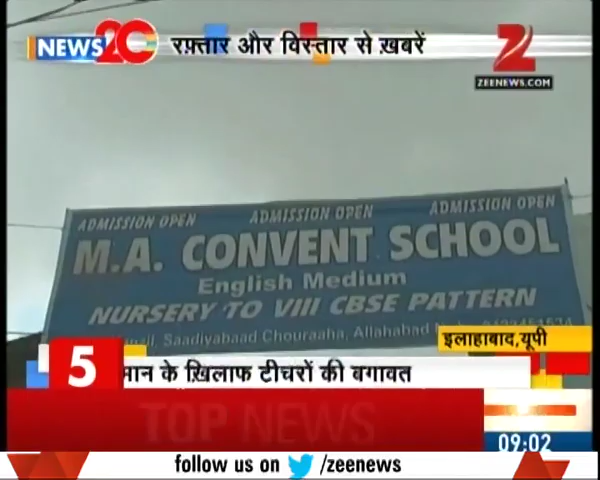 NEWS 20 रफ़्तार और विस्तार से ख़बरें
ZEENEWS.COM
ADMISSION OPEN ADMISSION OPEN ADMISSION OPEN
M.A. CONVENT SCHOOL
English Medium
NURSERY TO VIII CBSE PATTERN
Saadiyabaad Chouraaha, Allahabad
इलाहाबाद,यूपी
5 मान के ख़िलाफ टीचरों की बगावत
TOP NEWS
09:02
follow us on /zeenews